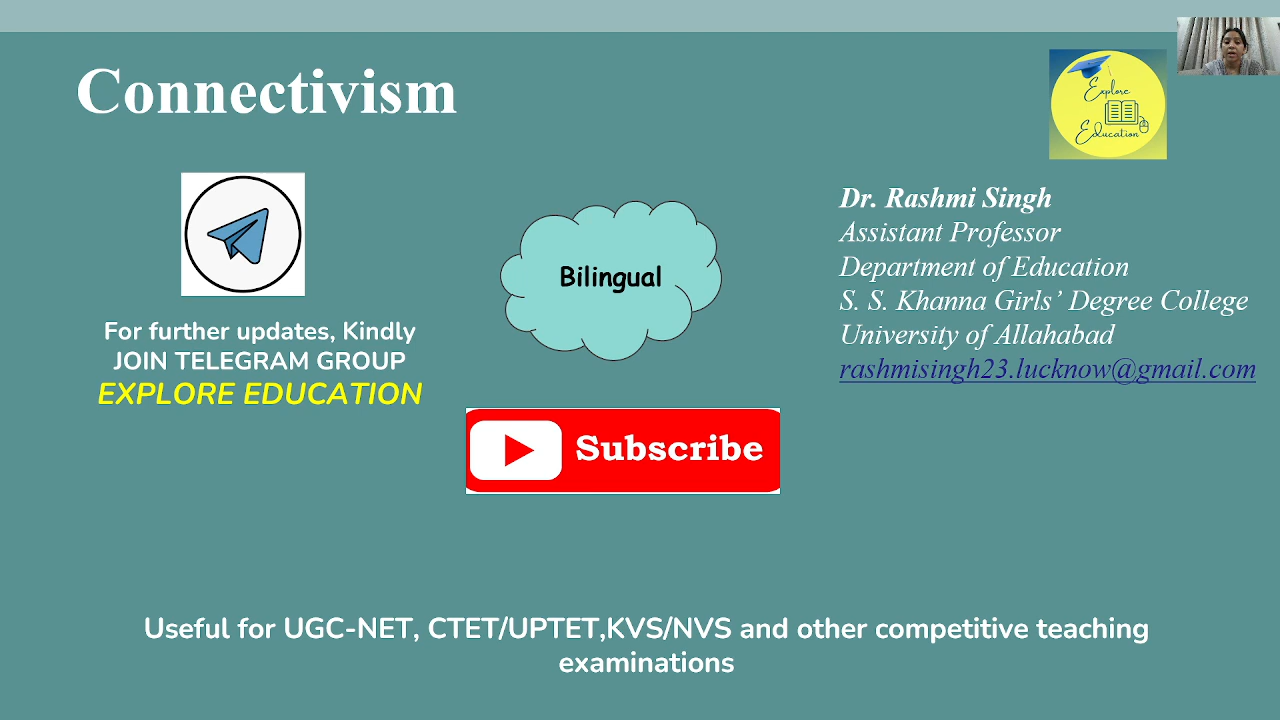 Connectivism
Explore
Education
For further updates, Kindly
JOIN TELEGRAM GROUP
EXPLORE EDUCATION
Bilingual
Subscribe
Dr. Rashmi Singh
Assistant Professor
Department of Education
S. S. Khanna Girls’ Degree College
University of Allahabad
rashmisingh23.lucknow@gmail.com
Useful for UGC-NET, CTET/UPTET,KVS/NVS and other competitive teaching
examinations